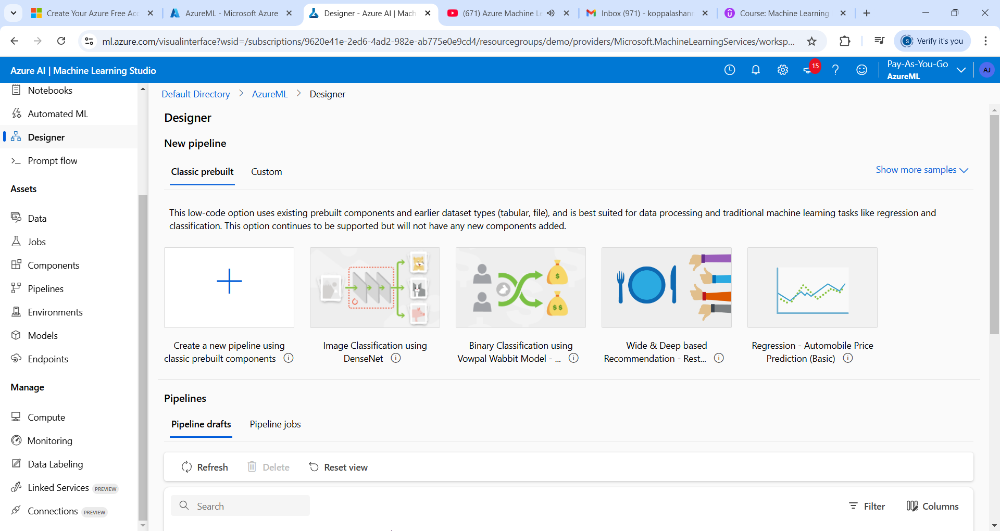 Create Your Azure Free Acc
AzureML - Microsoft Azure
Designer - Azure AI | Mach
(671) Azure Machine Le
Inbox (971) - koppalashann
Course: Machine Learning
ml.azure.com/visualinterface?wsid=/subscriptions/9620e41e-2ed6-4ad2-982e-ab775e0e9cd4/resourcegroups/demo/providers/Microsoft.MachineLearningServices/worksp...
S
Verify it's you
Azure AI | Machine Learning Studio
15
Pay-As-You-Go
AzureML
AJ
Notebooks
Automated ML
Designer
Prompt flow
Assets
Data
Jobs
Components
Pipelines
Environments
Models
Endpoints
Manage
Compute
Monitoring
Data Labeling
Linked Services PREVIEW
Connections PREVIEW
Default Directory
AzureML
Designer
Designer
New pipeline
Classic prebuilt
Custom
Show more samples
This low-code option uses existing prebuilt components and earlier dataset types (tabular, file), and is best suited for data processing and traditional machine learning tasks like regression and
classification. This option continues to be supported but will not have any new components added.
$
$$
Create a new pipeline using
classic prebuilt components
Image Classification using
DenseNet
Binary Classification using
Vowpal Wabbit Model - ...
Wide & Deep based
Recommendation - Rest...
Regression - Automobile Price
Prediction (Basic)
Pipelines
Pipeline drafts
Pipeline jobs
Refresh
Delete
Reset view
Search
Filter
Columns